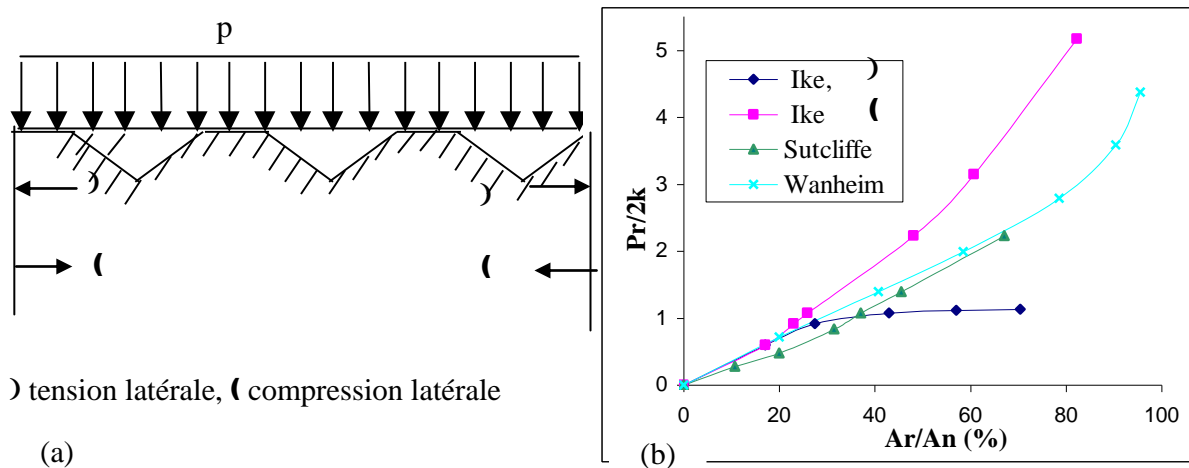 p
) tension latérale, ( compression latérale
(a)
Ike, )
Ike (
Sutcliffe
Wanheim
Pr/2k
5
4
3
2
1
0
0 20 40 60 80 100
Ar/An (%)
(b)
)
)
(
(